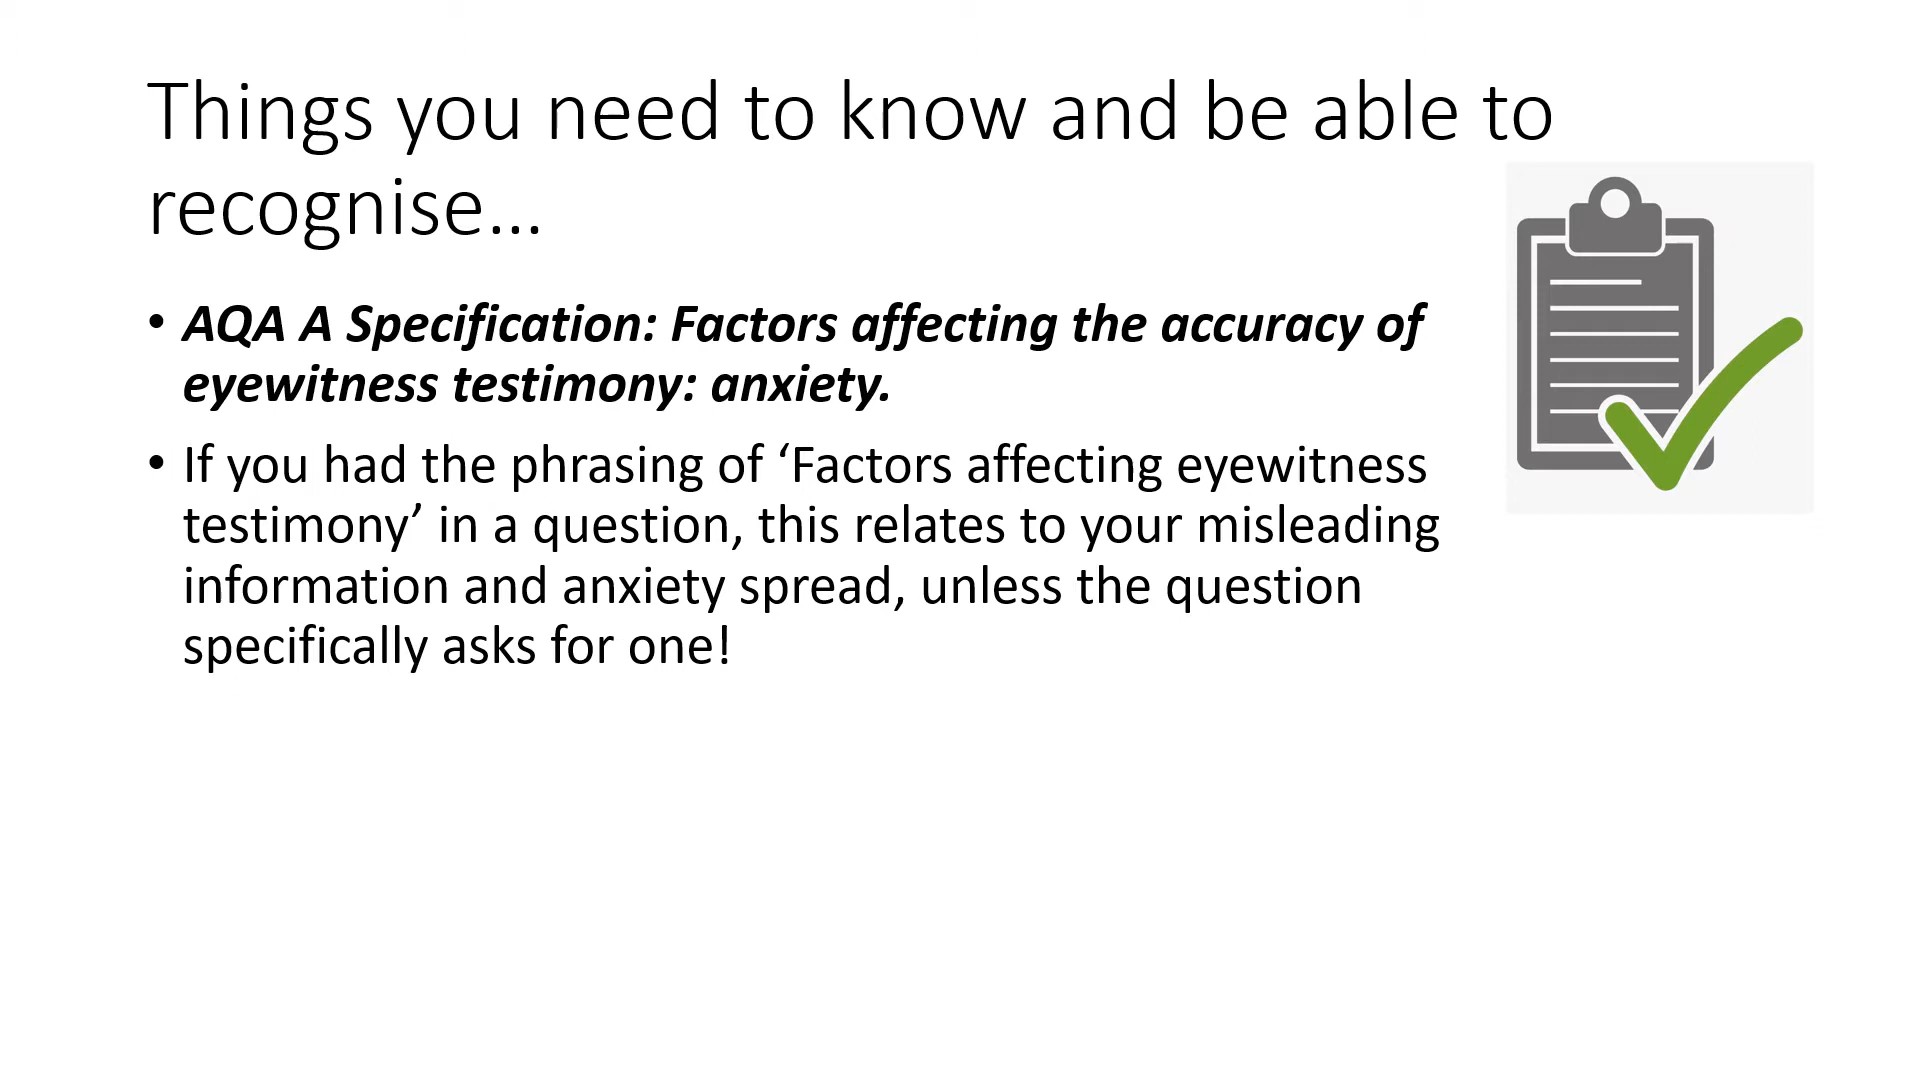 Things you need to know and be able to
recognise…
• AQA A Specification: Factors affecting the accuracy of
eyewitness testimony: anxiety.
• If you had the phrasing of ‘Factors affecting eyewitness
testimony’ in a question, this relates to your misleading
information and anxiety spread, unless the question
specifically asks for one!